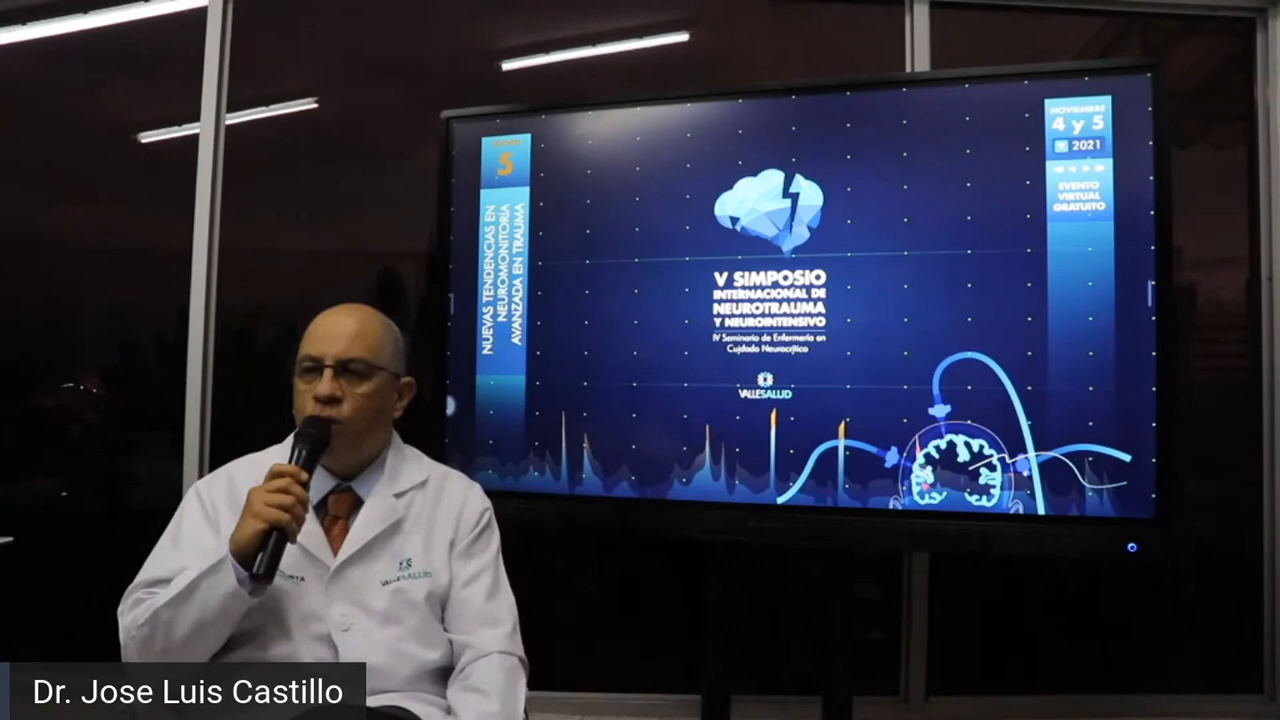 5
NUEVAS TENDENCIAS EN
NEUROMONITORÍA
AVANZADA EN TRAUMA
V SIMPOSIO
INTERNACIONAL DE
NEUROTRAUMA
Y NEUROINTENSIVO
IV Seminario de Enfermería en
Cuidado Neurocrítico
VALLESALUD
NOVIEMBRE
4 y 5
2021
EVENTO
VIRTUAL
GRATUITO
VALLESALUD
Dr. Jose Luis Castillo